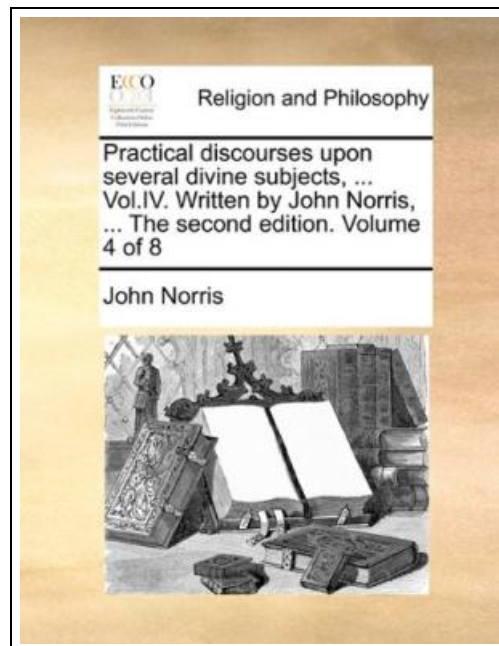 ECCO
Religion and Philosophy
Practical discourses upon
several divine subjects, ...
Vol.IV. Written by John Norris,
... The second edition. Volume
4 of 8
John Norris